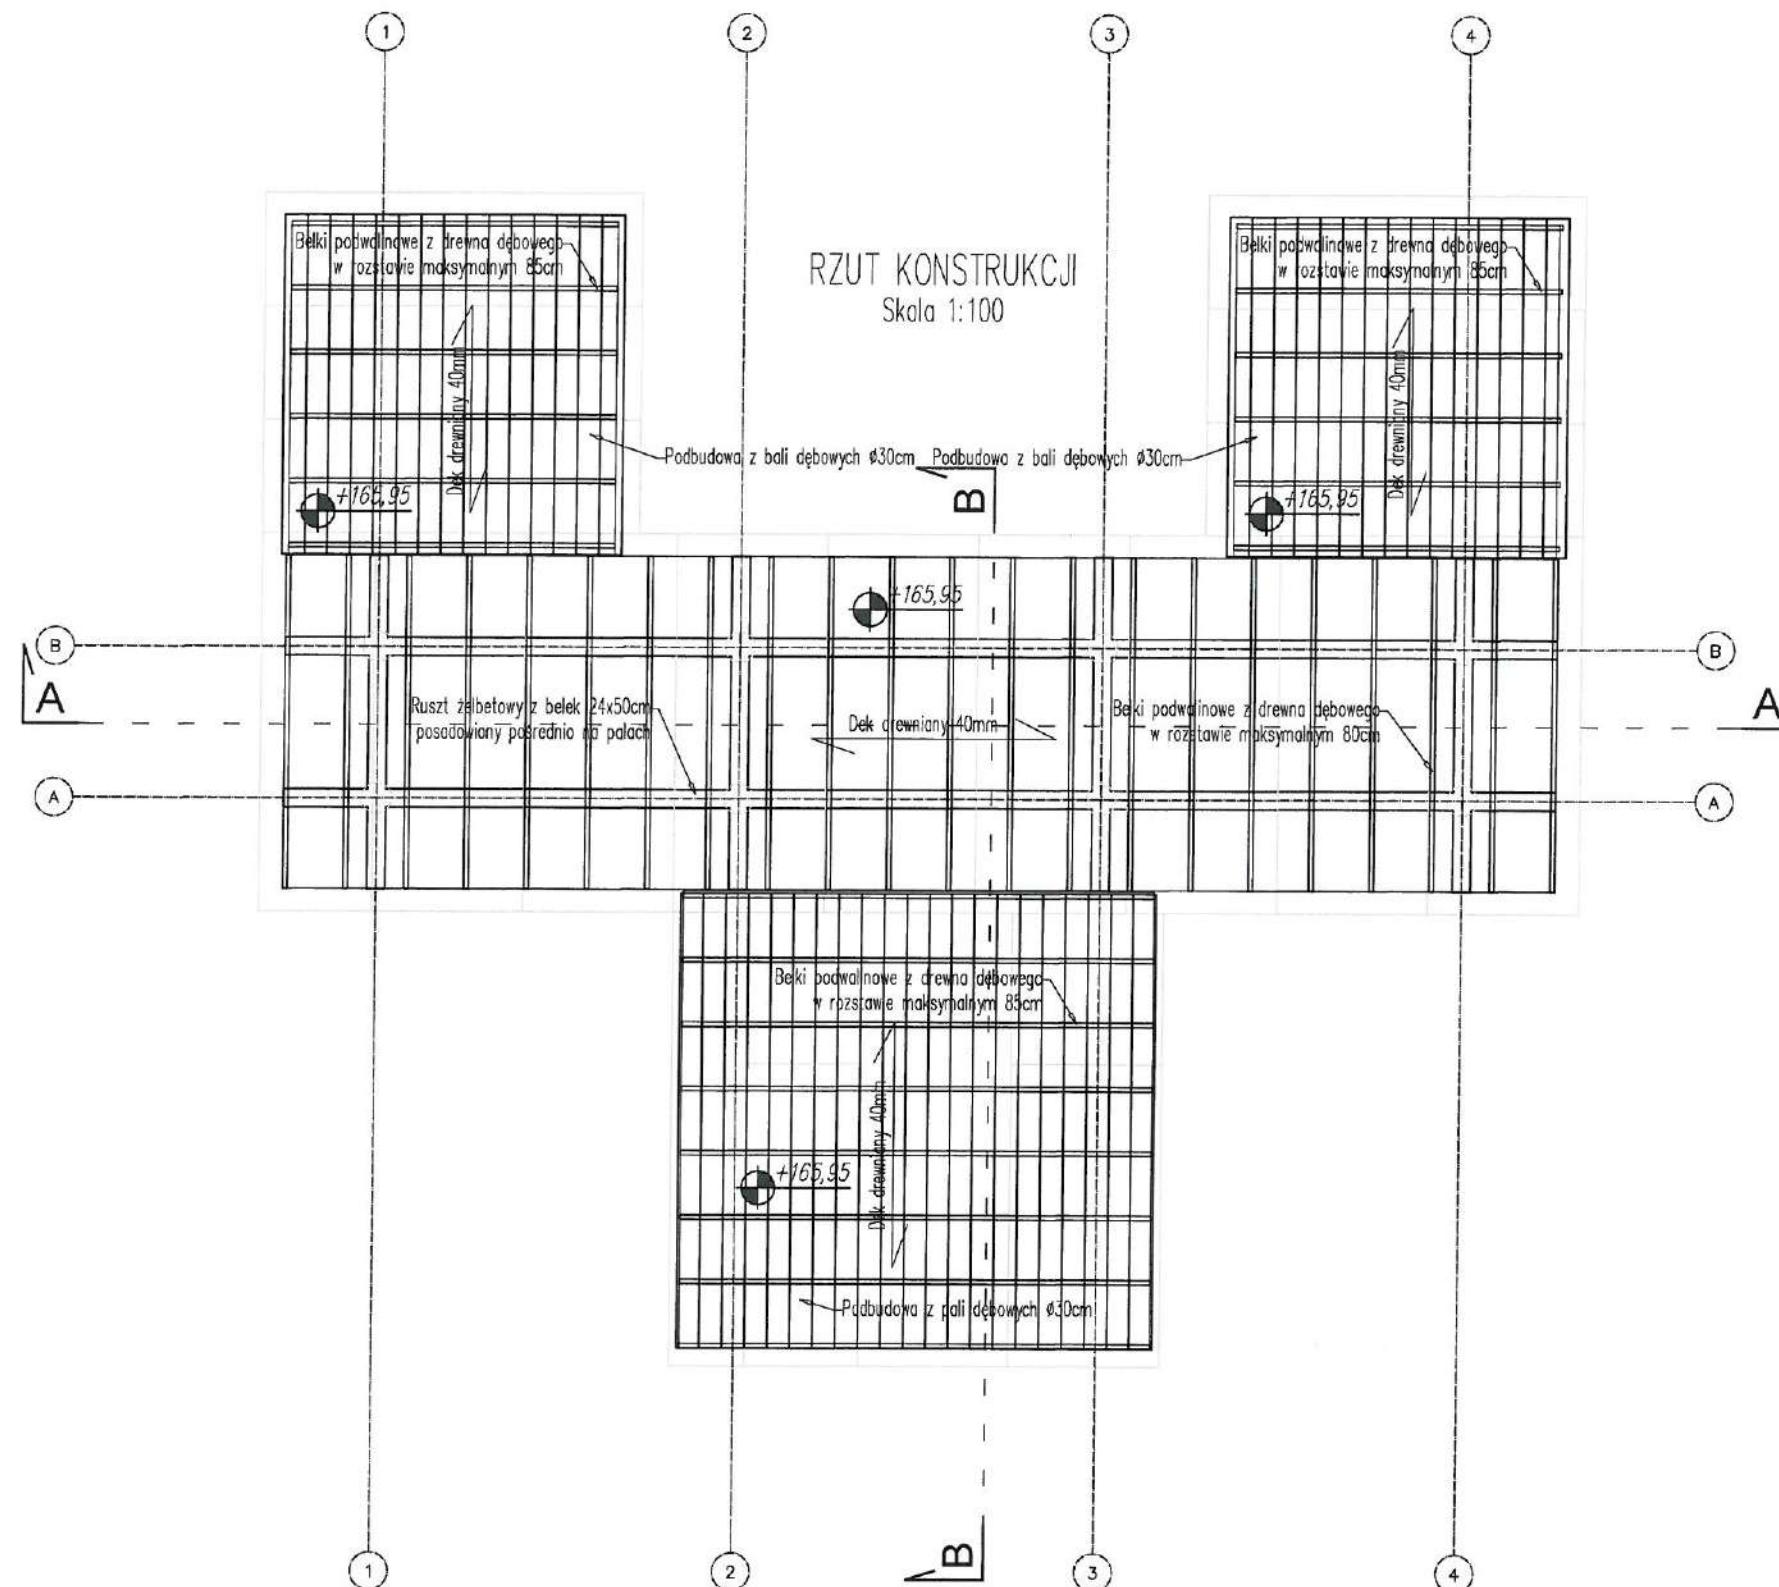 1
2
3
4
Belki podwalinowe z drewna dębowego
w rozstawie maksymalnym 85cm
RZUT KONSTRUKCJI
Skala 1:100
Belki podwalinowe z drewna dębowego
w rozstawie maksymalnym 85cm
Dek drewniany 40mm
Dek drewniany 40mm
Podbudowa z bali dębowych ø30cm
Podbudowa z bali dębowych ø30cm
+165,95
B
+165,95
+165,95
B
B
A
Ruszt żelbetowy z belek 24x50cm
posadowiony pośrednio na palach
Dek drewniany 40mm
Belki podwalinowe z drewna dębowego
w rozstawie maksymalnym 80cm
A
A
A
Belki podwalinowe z drewna dębowego
w rozstawie maksymalnym 85cm
Dek drewniany 40mm
+165,95
Podbudowa z pali dębowych ø30cm
B
1
2
3
4